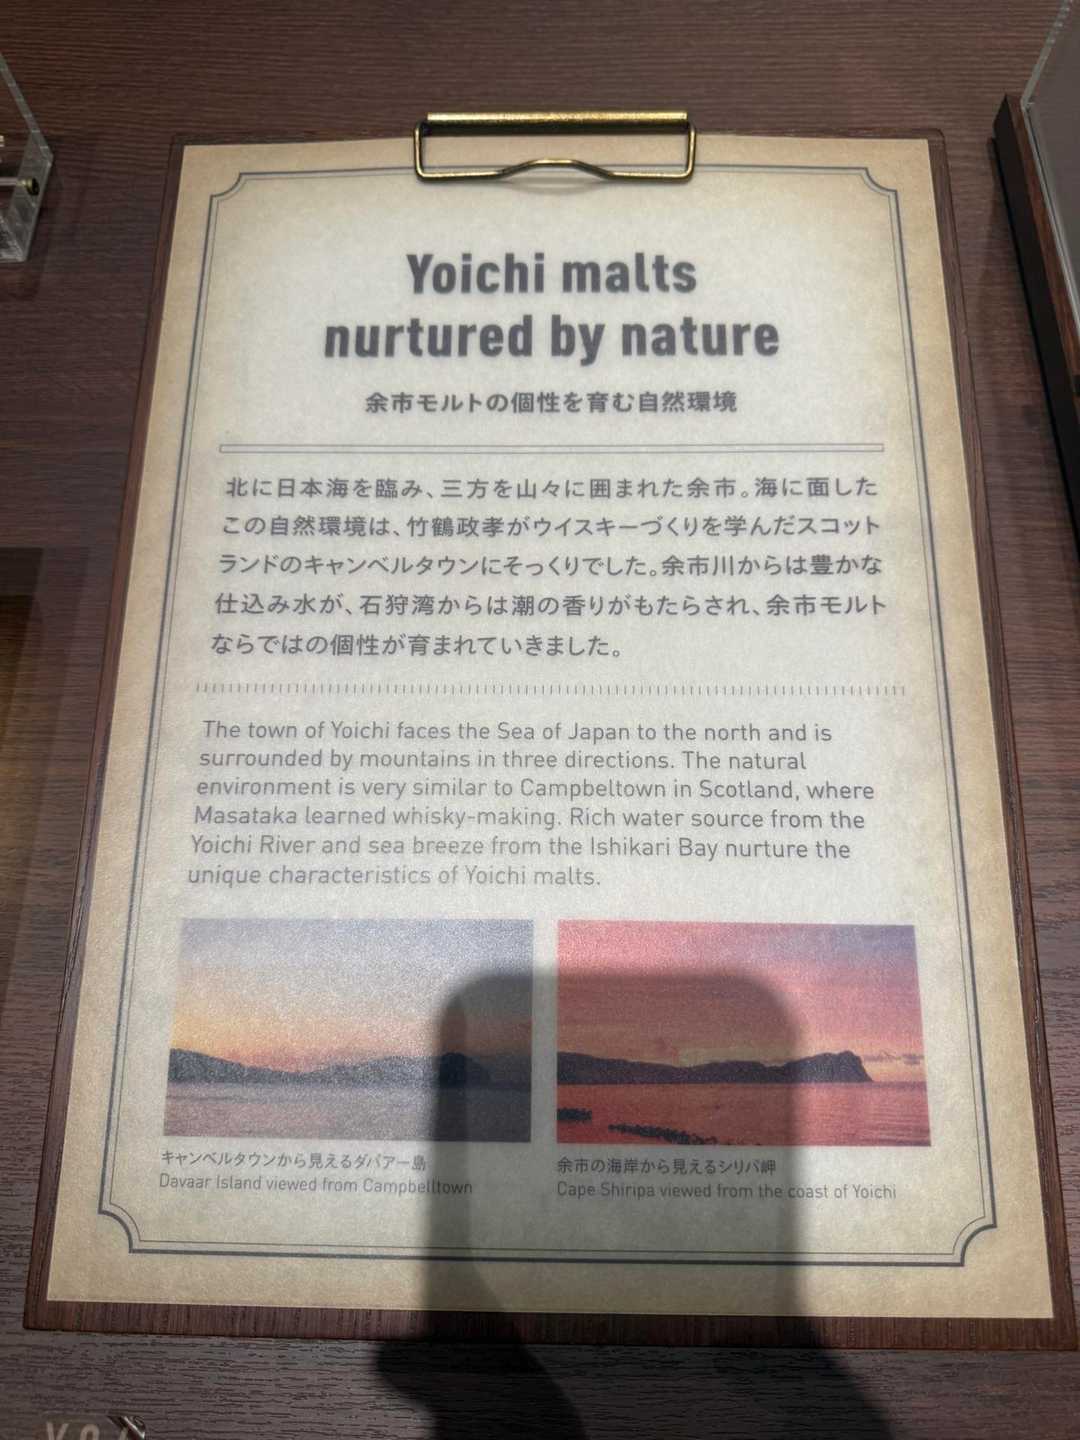 Yoichi malts
nurtured by nature
余市モルトの個性を育む自然環境
北に日本海を臨み、三方を山々に囲まれた余市。海に面した
この自然環境は、竹鶴政孝がウイスキーづくりを学んだスコット
ランドのキャンベルタウンにそっくりでした。余市川からは豊かな
仕込み水が、石狩湾からは潮の香りがもたらされ、余市モルト
ならではの個性が育まれていきました。
The town of Yoichi faces the Sea of Japan to the north and is
surrounded by mountains in three directions. The natural
environment is very similar to Campbeltown in Scotland, where
Masataka learned whisky-making. Rich water source from the
Yoichi River and sea breeze from the Ishikari Bay nurture the
unique characteristics of Yoichi malts.
キャンベルタウンから見えるダバアー島
Davaar Island viewed from Campbelltown
余市の海岸から見えるシリパ岬
Cape Shiripa viewed from the coast of Yoichi